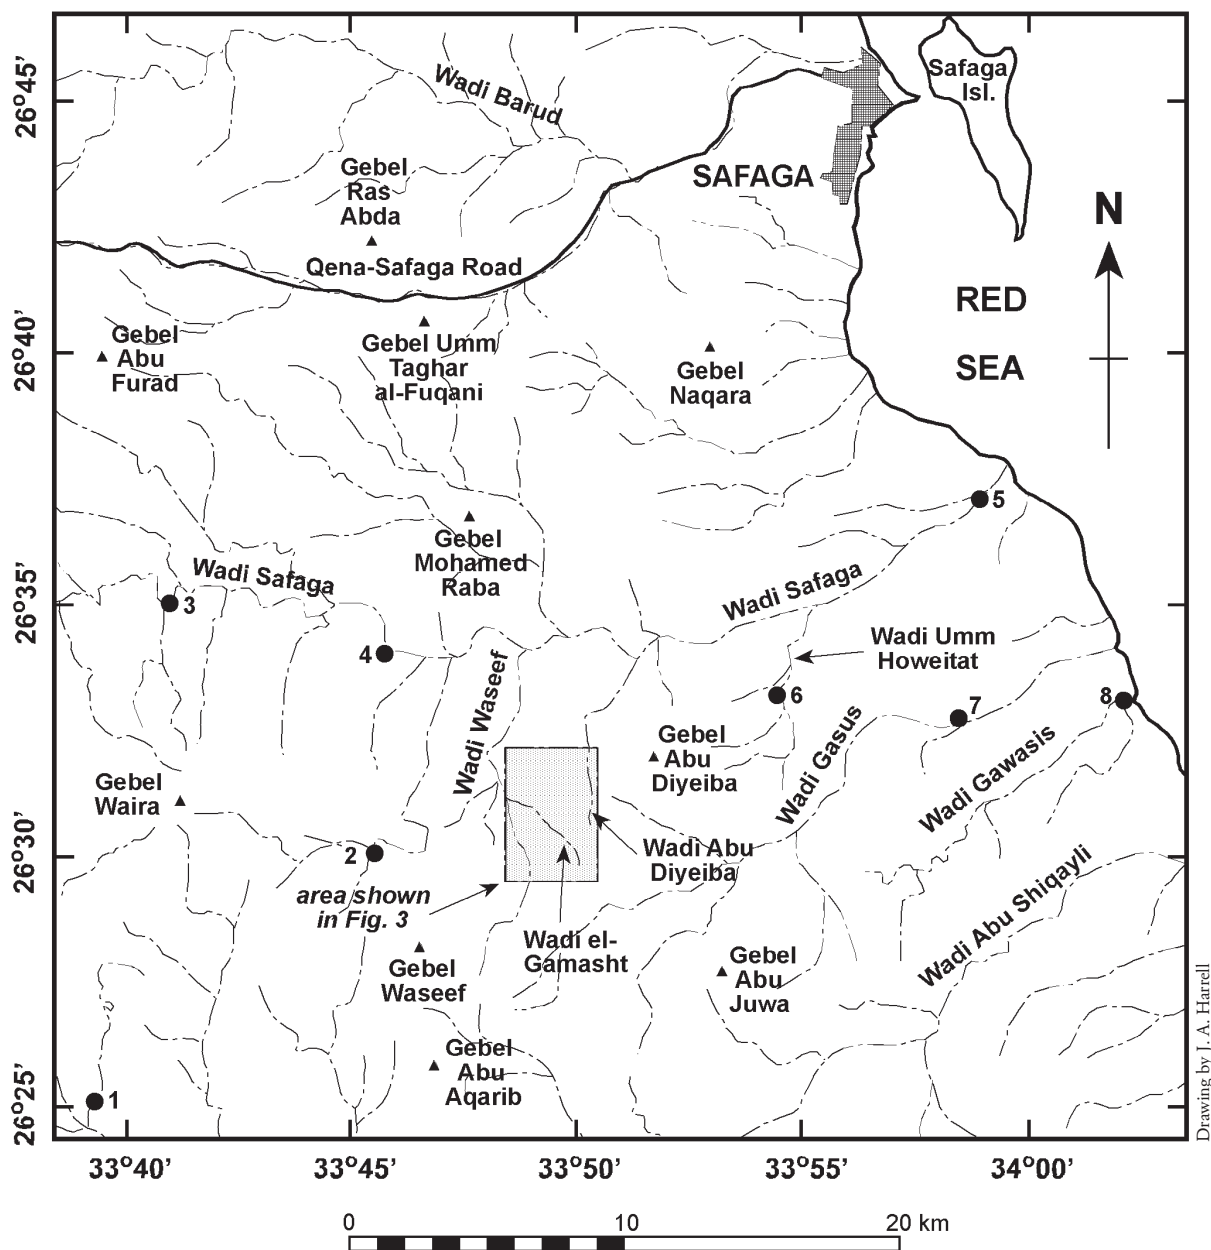 Safaga
Isl.
Wadi Barud
26°45'
Gebel
Ras
Abda
SAFAGA
N
Qena-Safaga Road
RED
SEA
Gebel
Abu
Furad
Gebel Umm
Taghar
al-Fuqani
Gebel
Naqara
26°40'
5
Gebel
Mohamed
Raba
Wadi Safaga
Wadi Safaga
26°35'
3
4
Wadi Umm
Howeitat
6
7
8
Wadi Waseef
Gebel
Abu
Diyeiba
Wadi Gasus
Wadi Gawasis
Gebel
Waira
26°30'
2
Wadi Abu
Diyeiba
area shown
in Fig. 3
Wadi el-
Gamasht
Wadi Abu Shiqayli
Gebel
Waseef
Gebel
Abu
Juwa
Gebel
Abu
Aqarib
26°25'
1
Drawing by J. A. Harrell
33°40'
33°45'
33°50'
33°55'
34°00'
0
10
20 km